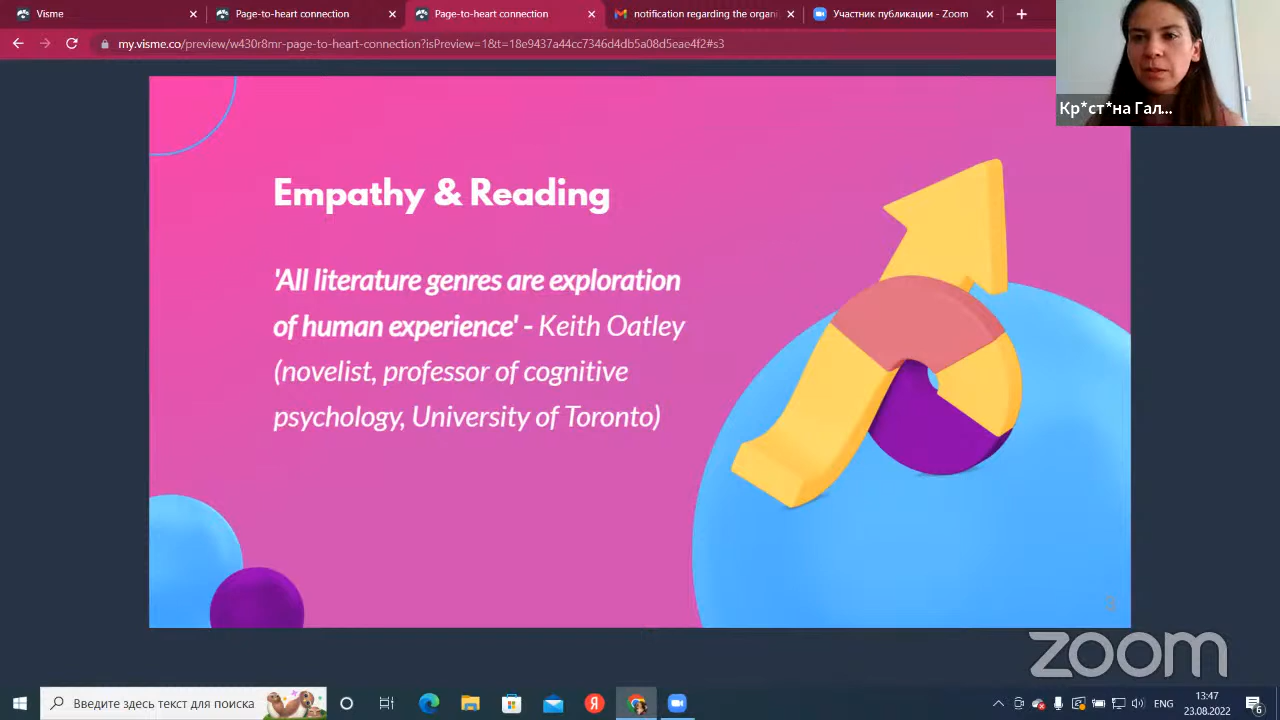 Visme
Page-to-heart connection
Page-to-heart connection
notification regarding the organi
Участник публикации - Zoom
my.visme.co/preview/w430r8mr-page-to-heart-connection?isPreview=1&t=18e9437a44cc7346d4db5a08d5eae4f2#s3
Кр*ст*на Гал...
Empathy & Reading
'All literature genres are exploration
of human experience' - Keith Oatley
(novelist, professor of cognitive
psychology, University of Toronto)
3
zoom
Введите здесь текст для поиска
ENG
13:47
23.08.2022
6